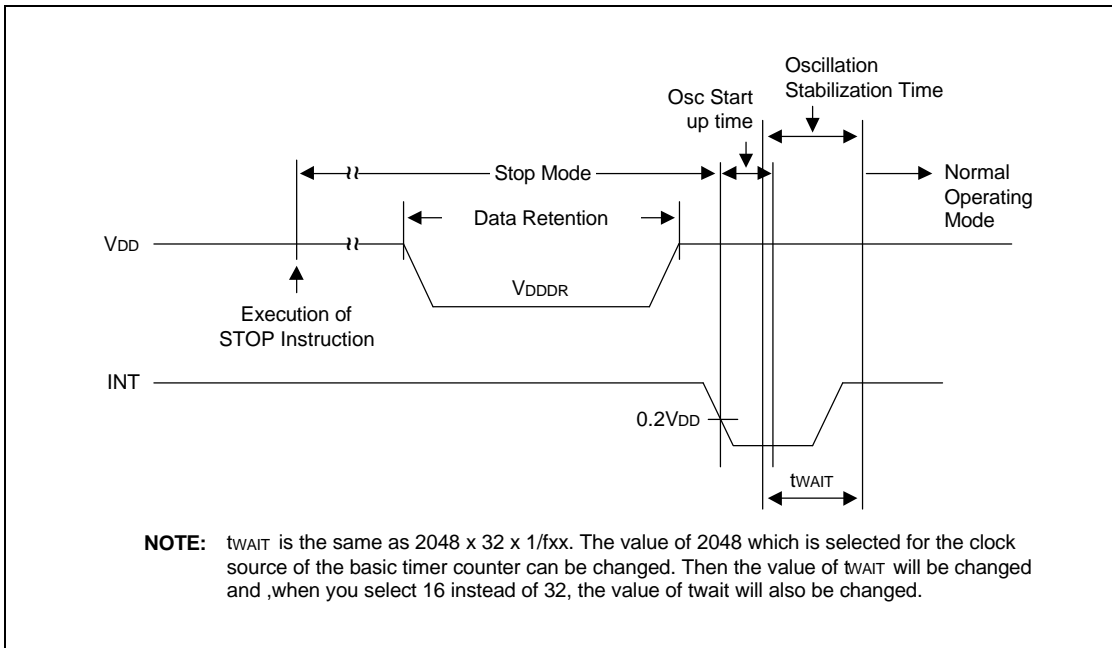 Oscillation
Stabilization Time
Osc Start
up time
Stop Mode
Normal
Operating
Mode
Data Retention
VDD
VDDDR
Execution of
STOP Instruction
INT
0.2VDD
tWAIT
NOTE: tWAIT is the same as 2048 x 32 x 1/fxx. The value of 2048 which is selected for the clock
source of the basic timer counter can be changed. Then the value of tWAIT will be changed
and ,when you select 16 instead of 32, the value of twait will also be changed.